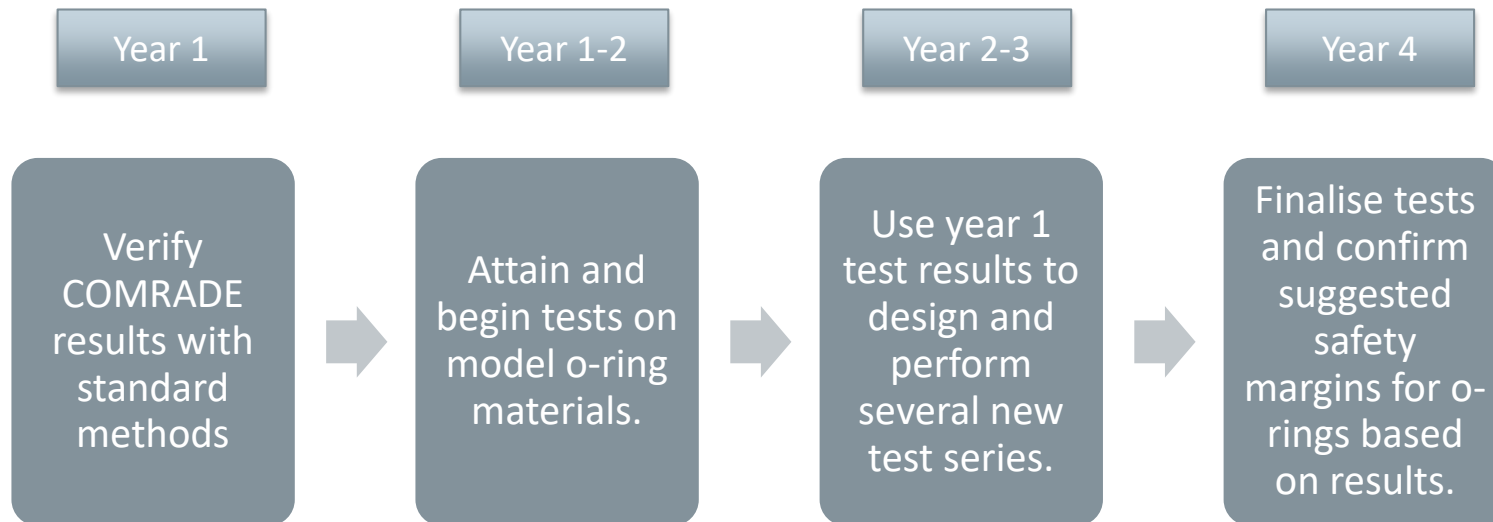 Year 1
Year 1-2
Year 2-3
Year 4
Verify
COMRADE
results with
standard
methods
Attain and
begin tests on
model o-ring
materials.
Use year 1
test results to
design and
perform
several new
test series.
Finalise tests
and confirm
suggested
safety
margins for o-
rings based
on results.